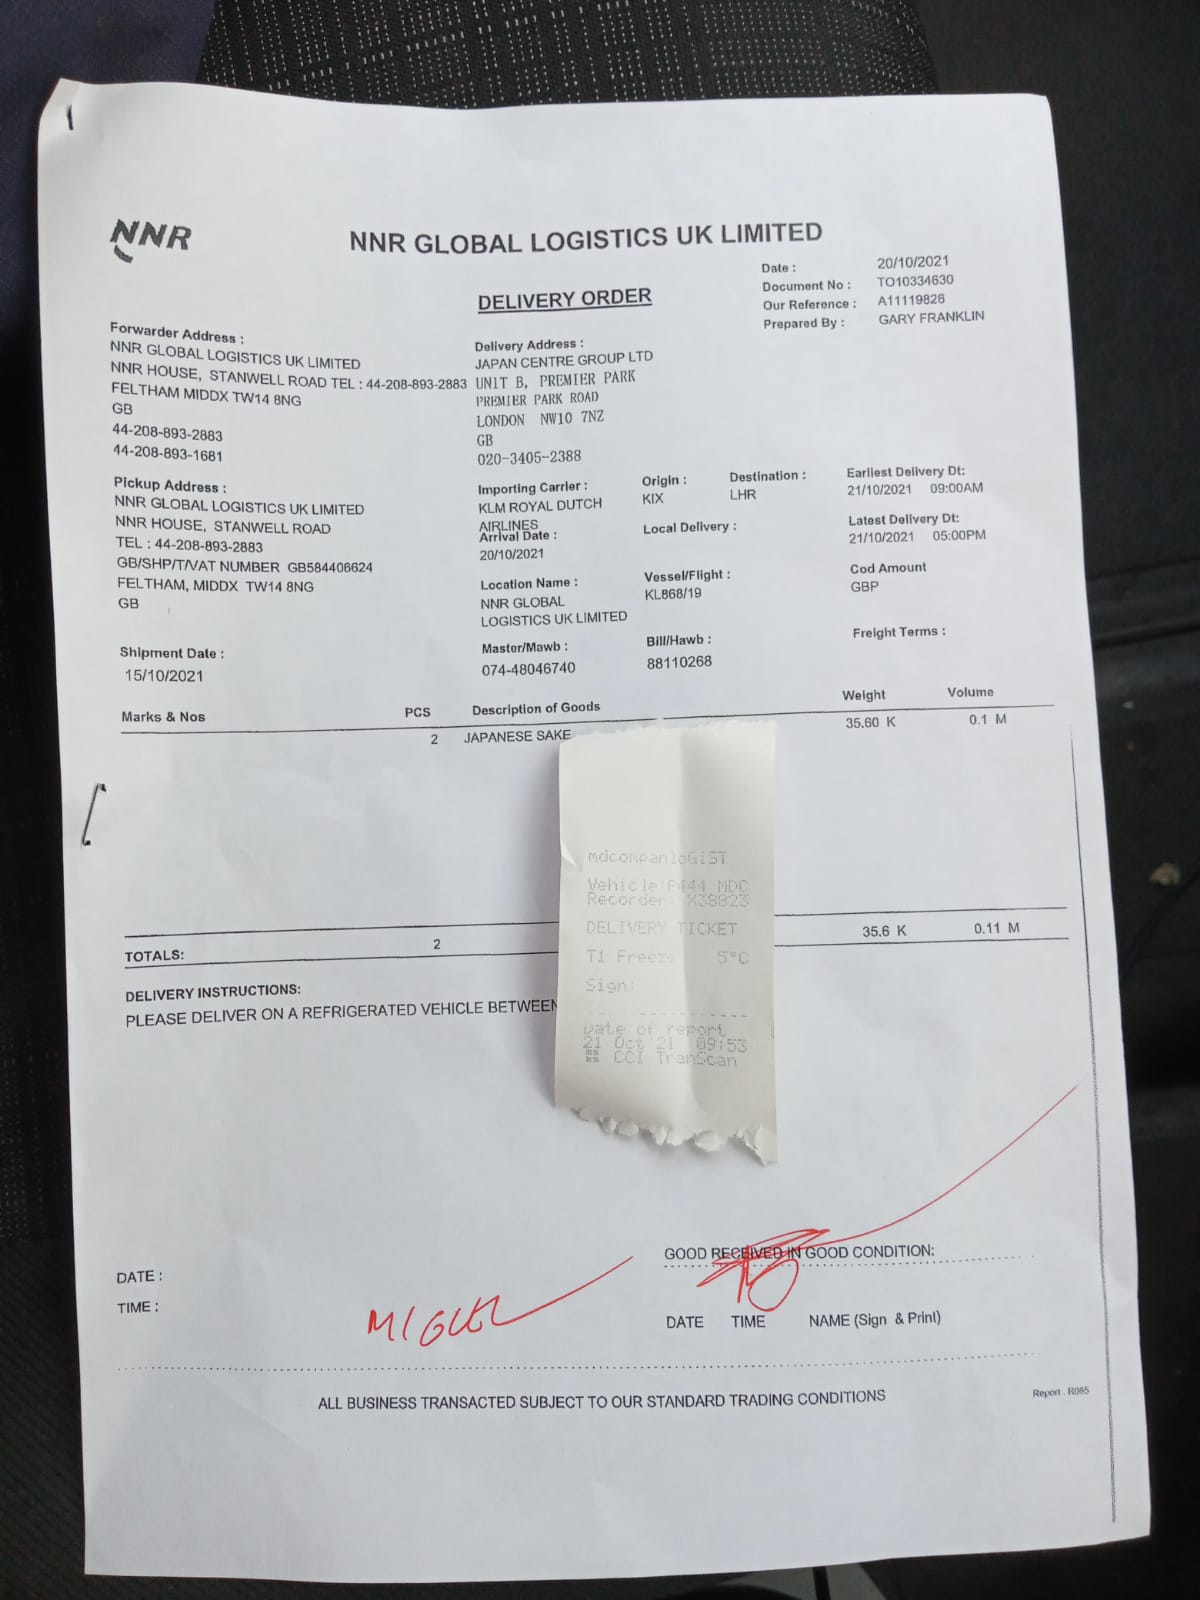 NNR
NNR GLOBAL LOGISTICS UK LIMITED
DELIVERY ORDER
Date : 20/10/2021
Document No : TO10334630
Our Reference : A11119826
Prepared By : GARY FRANKLIN
Forwarder Address :
NNR GLOBAL LOGISTICS UK LIMITED
NNR HOUSE, STANWELL ROAD TEL : 44-208-893-2883
FELTHAM MIDDX TW14 8NG
GB
44-208-893-2883
44-208-893-1681
Delivery Address :
JAPAN CENTRE GROUP LTD
UNIT B, PREMIER PARK
PREMIER PARK ROAD
LONDON NW10 7NZ
GB
020-3405-2388
Pickup Address :
NNR GLOBAL LOGISTICS UK LIMITED
NNR HOUSE, STANWELL ROAD
TEL : 44-208-893-2883
GB/SHP/T/VAT NUMBER GB584406624
FELTHAM, MIDDX TW14 8NG
GB
Importing Carrier :
KLM ROYAL DUTCH
AIRLINES
Arrival Date :
20/10/2021
Origin :
KIX
Destination :
LHR
Local Delivery :
Earliest Delivery Dt:
21/10/2021 09:00AM
Latest Delivery Dt:
21/10/2021 05:00PM
Location Name :
NNR GLOBAL
LOGISTICS UK LIMITED
Vessel/Flight :
KL868/19
Cod Amount
GBP
Shipment Date :
15/10/2021
Master/Mawb :
074-48046740
Bill/Hawb :
88110268
Freight Terms :
Marks & Nos PCS Description of Goods Weight Volume
2 JAPANESE SAKE 35.60 K 0.1 M
mdcompanloGiST
Vehicle:P444 MDC
Recorder: X38823
DELIVERY TICKET
T1 Freeze 5°C
Sign:
Date of report
21 Oct'21 09:53
CCI TranScan
TOTALS: 2 35.6 K 0.11 M
DELIVERY INSTRUCTIONS:
PLEASE DELIVER ON A REFRIGERATED VEHICLE BETWEEN
DATE :
TIME :
MIGUEL
GOOD RECEIVED IN GOOD CONDITION:
DATE TIME NAME (Sign & Print)
ALL BUSINESS TRANSACTED SUBJECT TO OUR STANDARD TRADING CONDITIONS
Report . R065